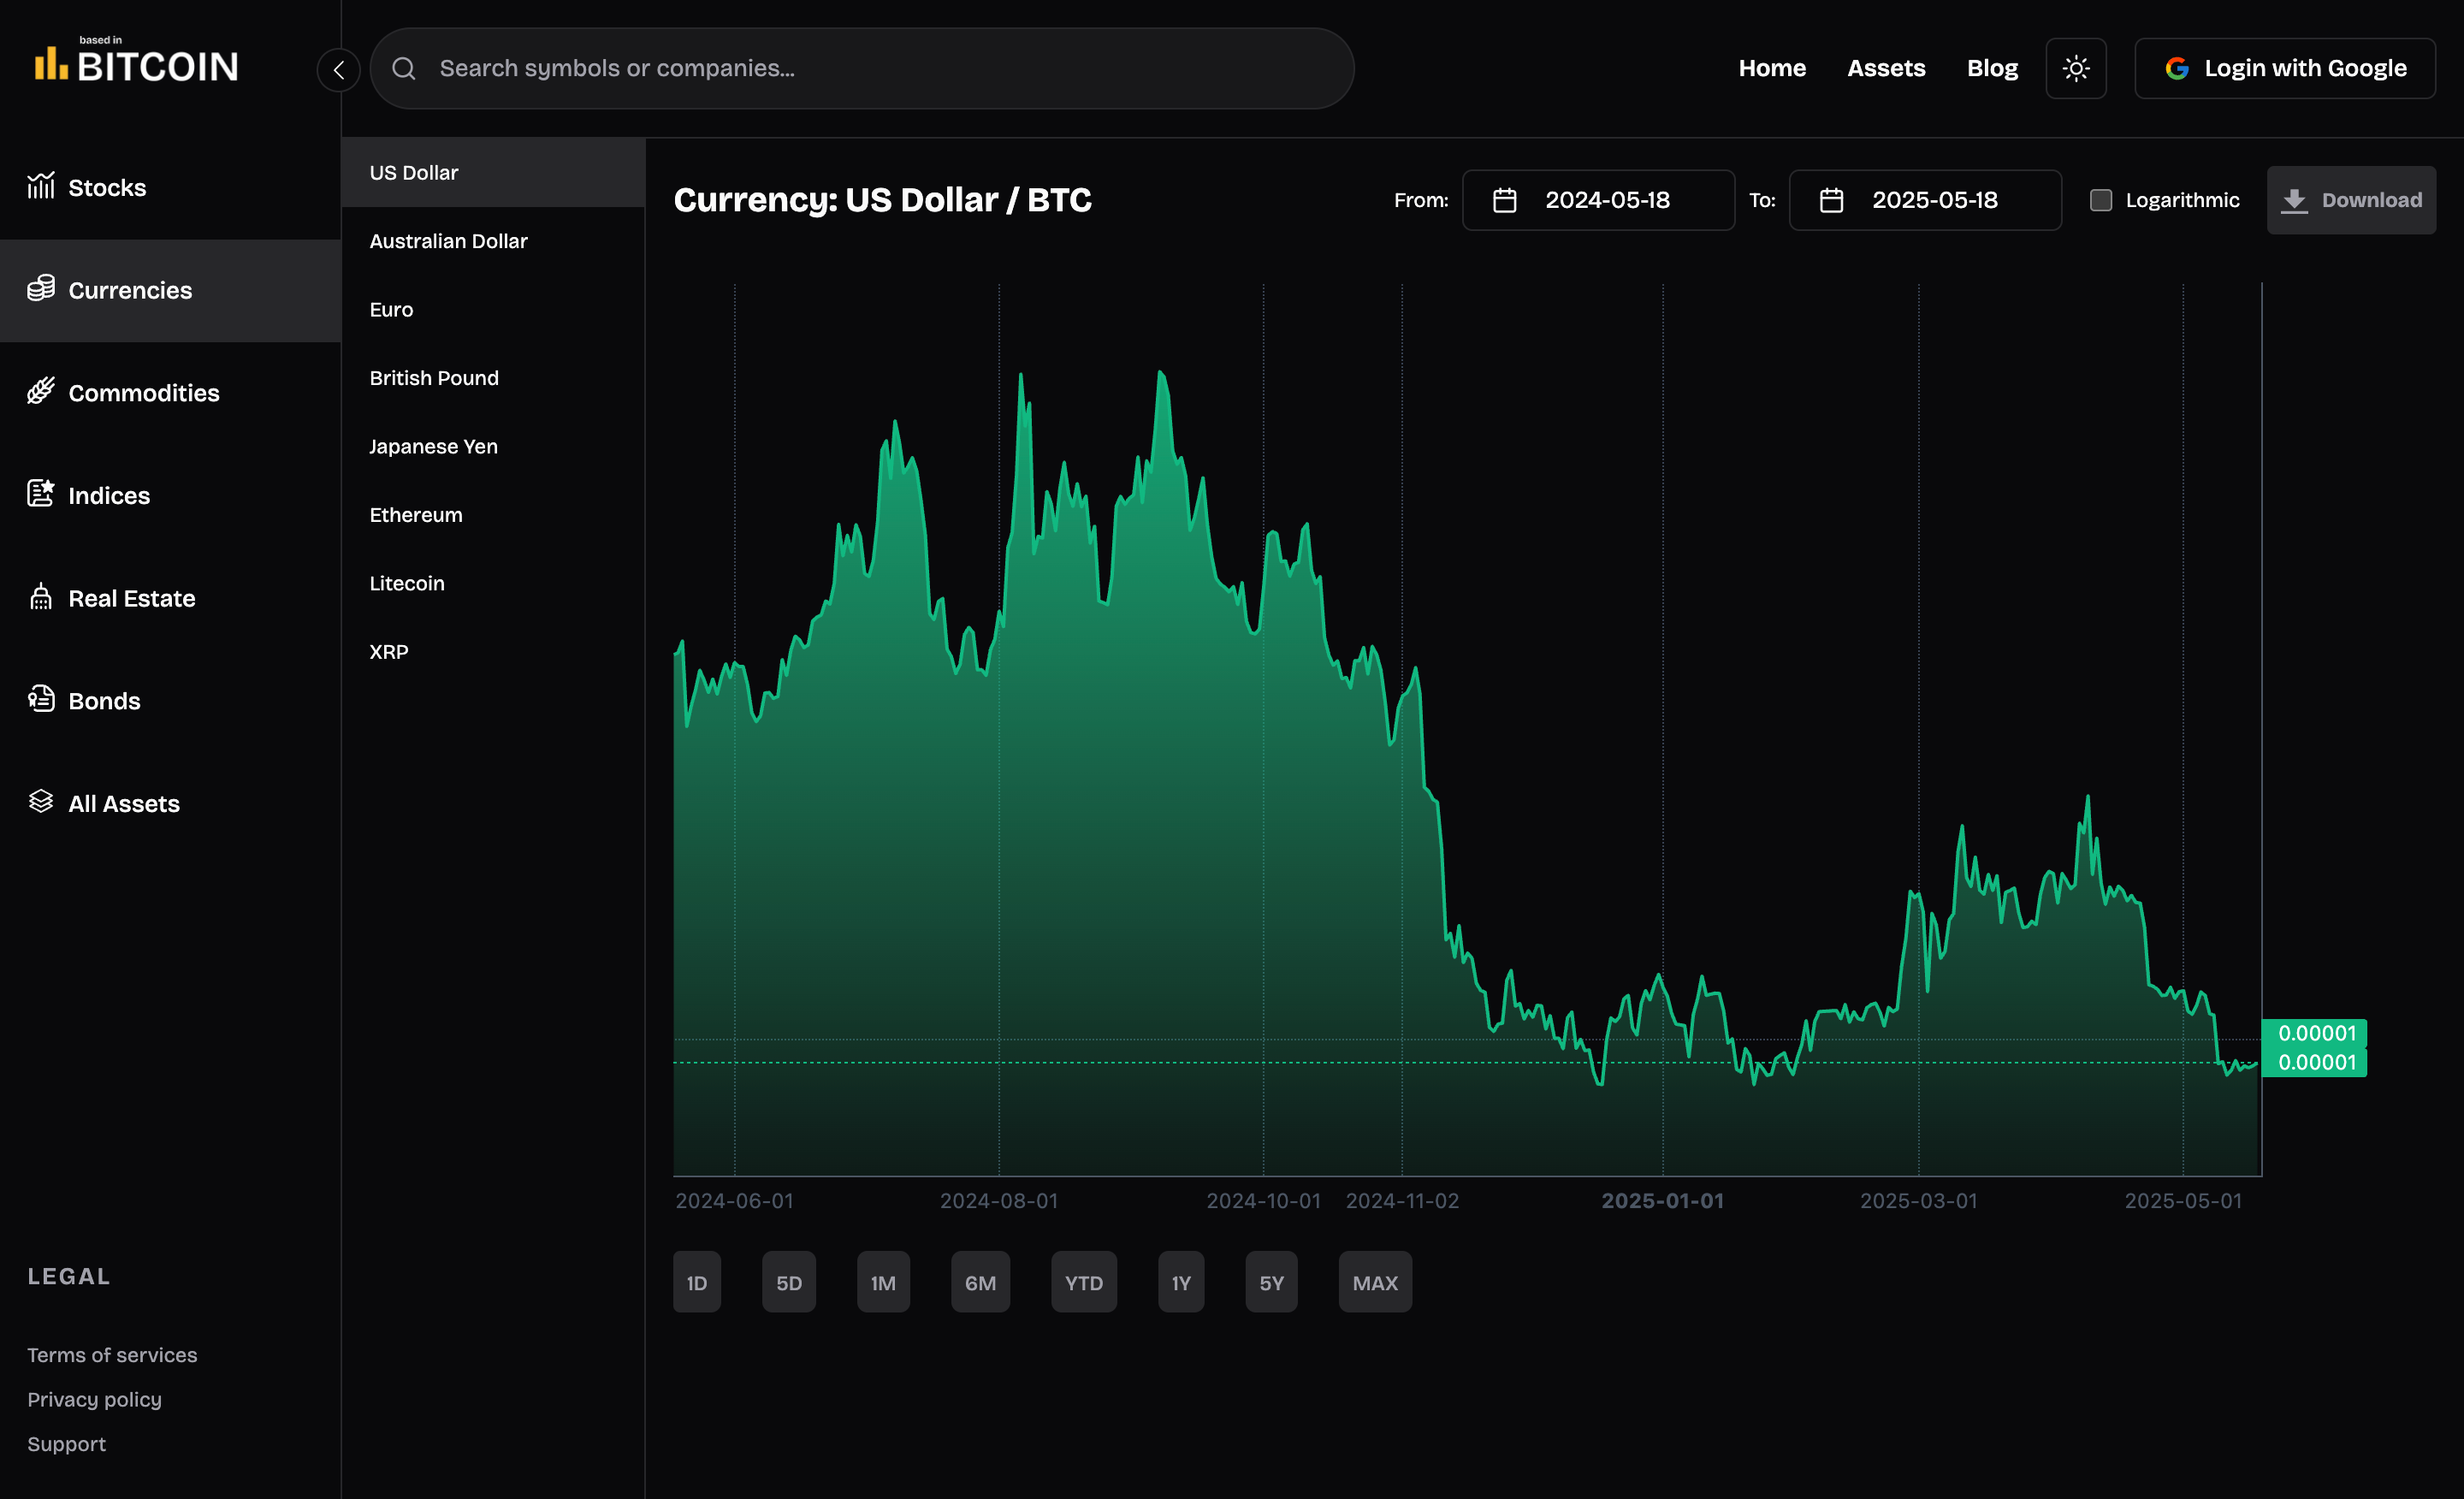 based in
BITCOIN
Search symbols or companies...
Home
Assets
Blog
Login with Google
Stocks
Currencies
Commodities
Indices
Real Estate
Bonds
All Assets
LEGAL
Terms of services
Privacy policy
Support
US Dollar
Australian Dollar
Euro
British Pound
Japanese Yen
Ethereum
Litecoin
XRP
Currency: US Dollar / BTC
From:
2024-05-18
To:
2025-05-18
Logarithmic
Download
0.00001
0.00001
2024-06-01
2024-08-01
2024-10-01
2024-11-02
2025-01-01
2025-03-01
2025-05-01
1D
5D
1M
6M
YTD
1Y
5Y
MAX